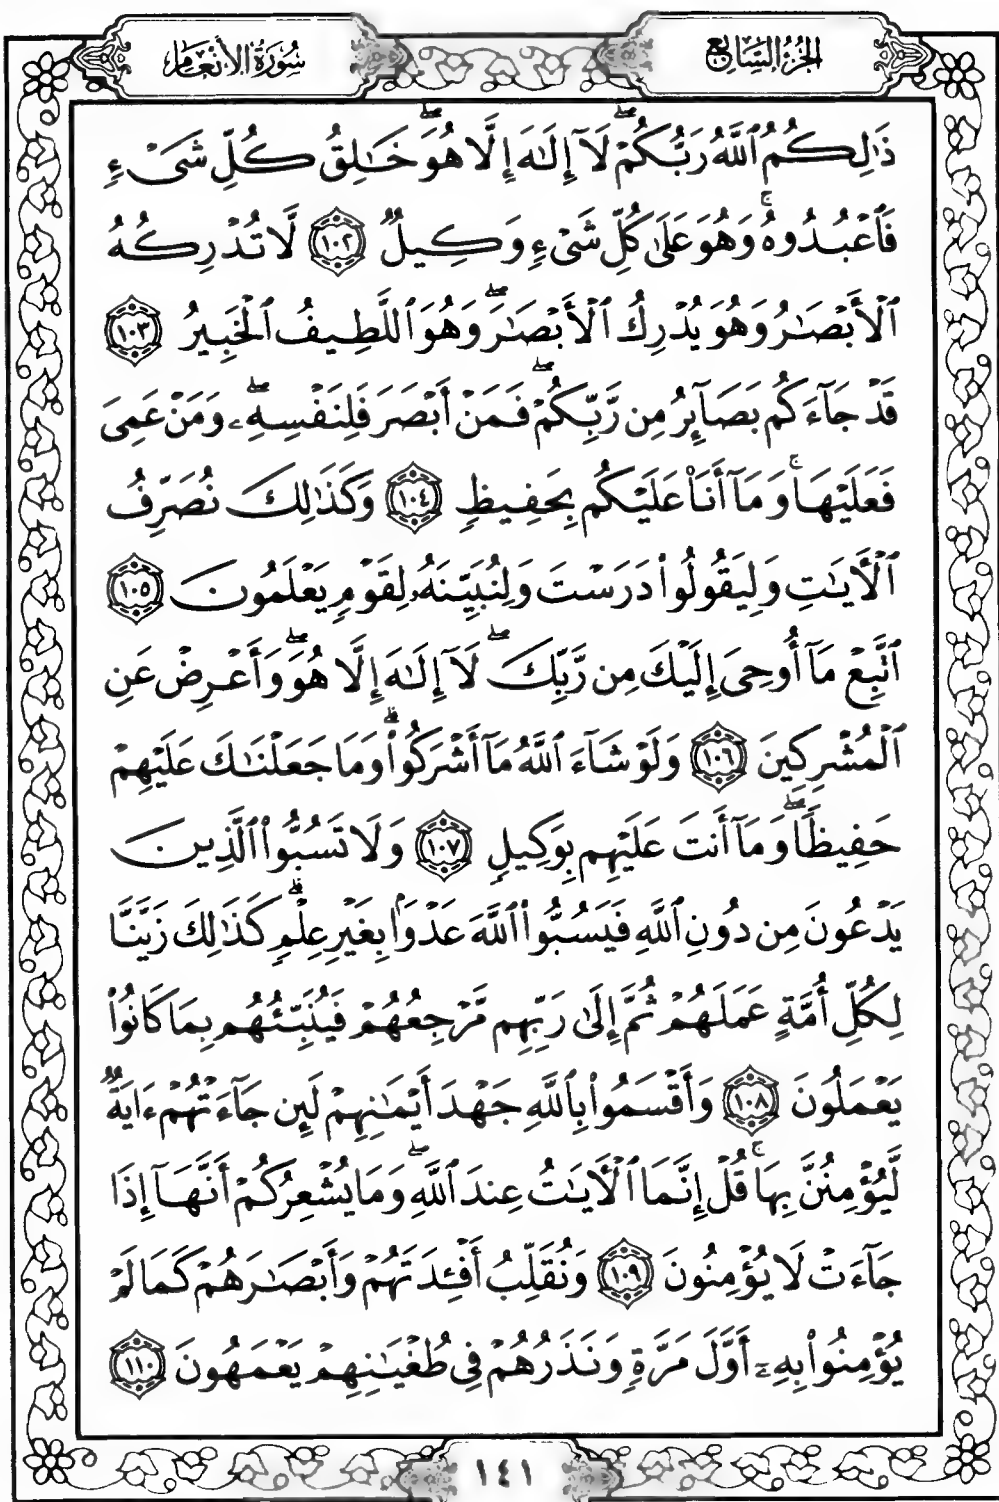 الجزء السابع
سورة الأنعام
ذَٰلِكُمُ ٱللَّهُ رَبُّكُمْ ۖ لَآ إِلَٰهَ إِلَّا هُوَ ۖ خَٰلِقُ كُلِّ شَىْءٍ
فَٱعْبُدُوهُ ۚ وَهُوَ عَلَىٰ كُلِّ شَىْءٍ وَكِيلٌ ١٠٢ لَّا تُدْرِكُهُ
ٱلْأَبْصَٰرُ وَهُوَ يُدْرِكُ ٱلْأَبْصَٰرَ ۖ وَهُوَ ٱللَّطِيفُ ٱلْخَبِيرُ ١٠٣
قَدْ جَآءَكُم بَصَآئِرُ مِن رَّبِّكُمْ ۖ فَمَنْ أَبْصَرَ فَلِنَفْسِهِۦ ۖ وَمَنْ عَمِىَ
فَعَلَيْهَا ۚ وَمَآ أَنَا۠ عَلَيْكُم بِحَفِيظٍ ١٠٤ وَكَذَٰلِكَ نُصَرِّفُ
ٱلْءَايَٰتِ وَلِيَقُولُوا۟ دَرَسْتَ وَلِنُبَيِّنَهُۥ لِقَوْمٍ يَعْلَمُونَ ١٠٥
ٱتَّبِعْ مَآ أُوحِىَ إِلَيْكَ مِن رَّبِّكَ ۖ لَآ إِلَٰهَ إِلَّا هُوَ ۖ وَأَعْرِضْ عَنِ
ٱلْمُشْرِكِينَ ١٠٦ وَلَوْ شَآءَ ٱللَّهُ مَآ أَشْرَكُوا۟ ۗ وَمَا جَعَلْنَٰكَ عَلَيْهِمْ
حَفِيظًا ۖ وَمَآ أَنتَ عَلَيْهِم بِوَكِيلٍ ١٠٧ وَلَا تَسُبُّوا۟ ٱلَّذِينَ
يَدْعُونَ مِن دُونِ ٱللَّهِ فَيَسُبُّوا۟ ٱللَّهَ عَدْوًۢا بِغَيْرِ عِلْمٍ ۗ كَذَٰلِكَ زَيَّنَّا
لِكُلِّ أُمَّةٍ عَمَلَهُمْ ثُمَّ إِلَىٰ رَبِّهِم مَّرْجِعُهُمْ فَيُنَبِّئُهُم بِمَا كَانُوا۟
يَعْمَلُونَ ١٠٨ وَأَقْسَمُوا۟ بِٱللَّهِ جَهْدَ أَيْمَٰنِهِمْ لَئِن جَآءَتْهُمْ ءَايَةٌ
لَّيُؤْمِنُنَّ بِهَا ۚ قُلْ إِنَّمَا ٱلْءَايَٰتُ عِندَ ٱللَّهِ ۖ وَمَا يُشْعِرُكُمْ أَنَّهَآ إِذَا
جَآءَتْ لَا يُؤْمِنُونَ ١٠٩ وَنُقَلِّبُ أَفْـِٔدَتَهُمْ وَأَبْصَٰرَهُمْ كَمَا لَمْ
يُؤْمِنُوا۟ بِهِۦٓ أَوَّلَ مَرَّةٍ وَنَذَرُهُمْ فِى طُغْيَٰنِهِمْ يَعْمَهُونَ ١١٠
١٤١